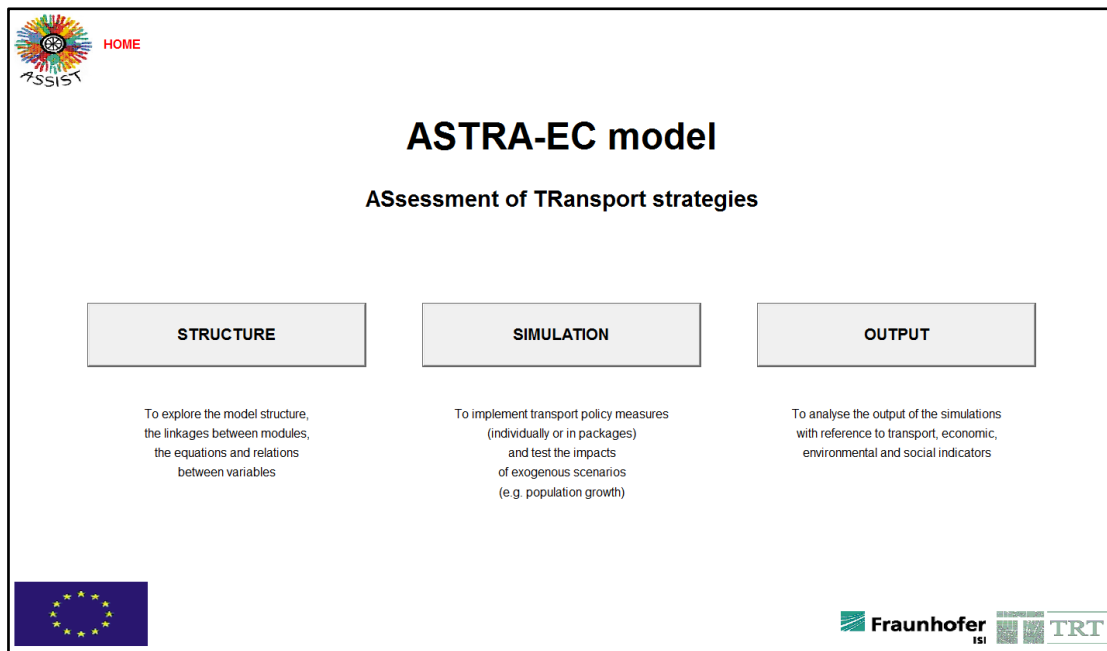 ASSIST
HOME
ASTRA-EC model
ASsessment of TRansport strategies
STRUCTURE
SIMULATION
OUTPUT
To explore the model structure,
the linkages between modules,
the equations and relations
between variables
To implement transport policy measures
(individually or in packages)
and test the impacts
of exogenous scenarios
(e.g. population growth)
To analyse the output of the simulations
with reference to transport, economic,
environmental and social indicators
Fraunhofer
ISI
TRT